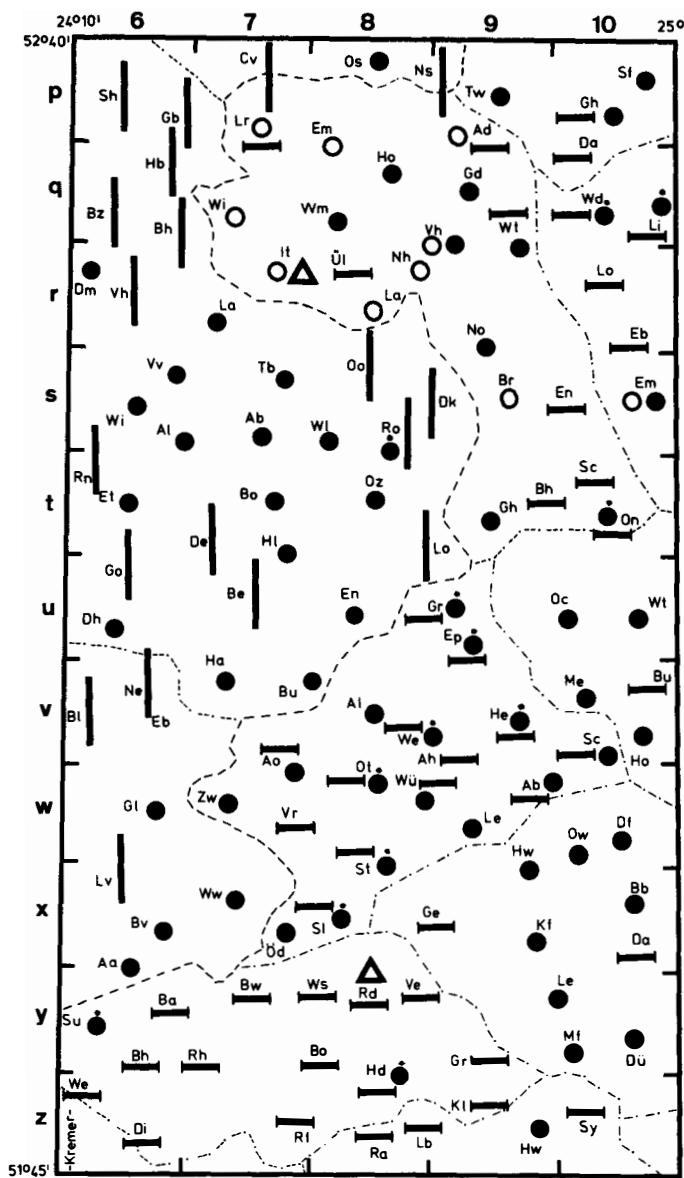 24°10' 6 7 8 9 10 25°
52°40'
p Sh Gb Cv Os Ns Tw Gh Sf
Lr Em Ad Da
q Hb Ho Gd
Bz Bh Wi Wm Vh Wt Wd Li
r Dm Vh It Ül Nh Lo
La La
No Eb
s Vv Tb Oo Br En Em
Wi Al Ab Wl Ro Dk
Rn Sc
t Et Bo Oz Gh Bh On
Go De Hl Lo
u Dh Be En Gr Oc Wt
Ep
Ha Bu Me Bu
v Bl Ne Eb Al We He Sc Ho
Ao Ot Ah
w Gl Zw Wü Ab
Vr Le Ow Df
St Hw
x Lv Ww Bb
Bv Öd Sl Ge Kf Da
Aa
y Ba Bw Ws Rd Ve Le
Su
Bh Rh Bo Hd Gr Mf Dü
z We Kl
Di Rl Ra Lb Hw Sy
51°45'
-Kremer-